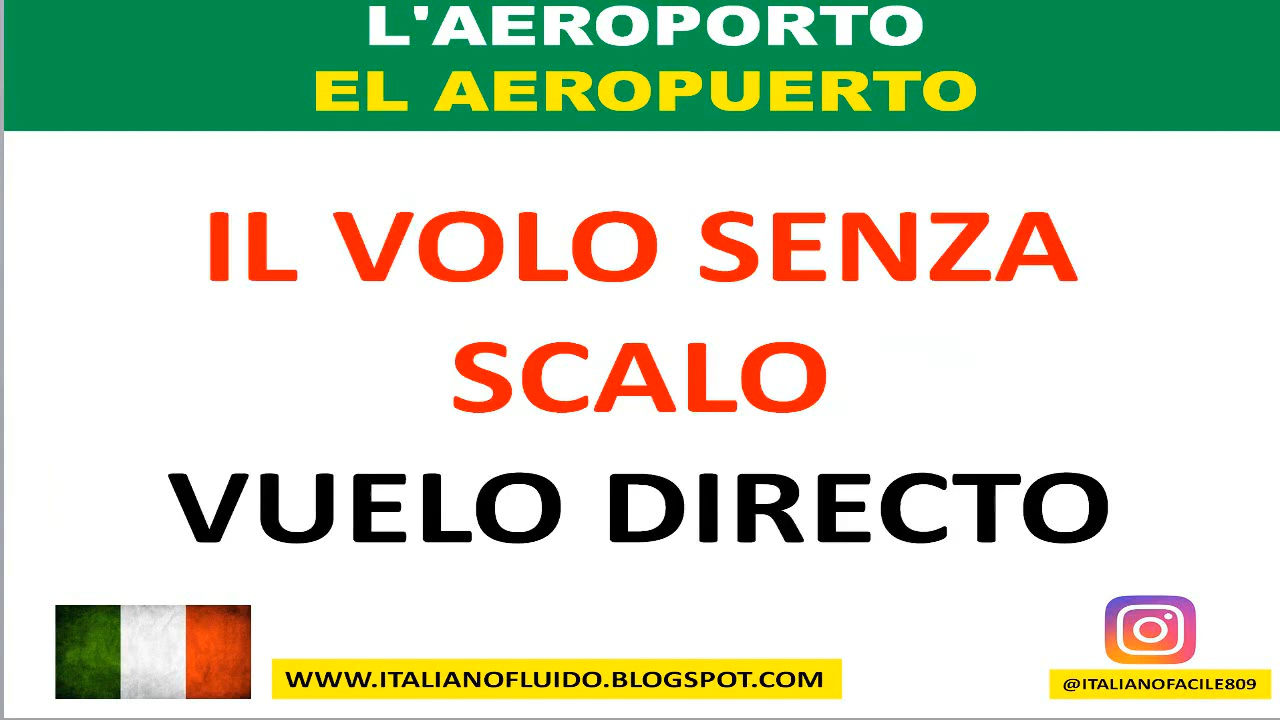 L'AEROPORTO
EL AEROPUERTO
IL VOLO SENZA
SCALO
VUELO DIRECTO
WWW.ITALIANOFLUIDO.BLOGSPOT.COM
@ITALIANOFACILE809